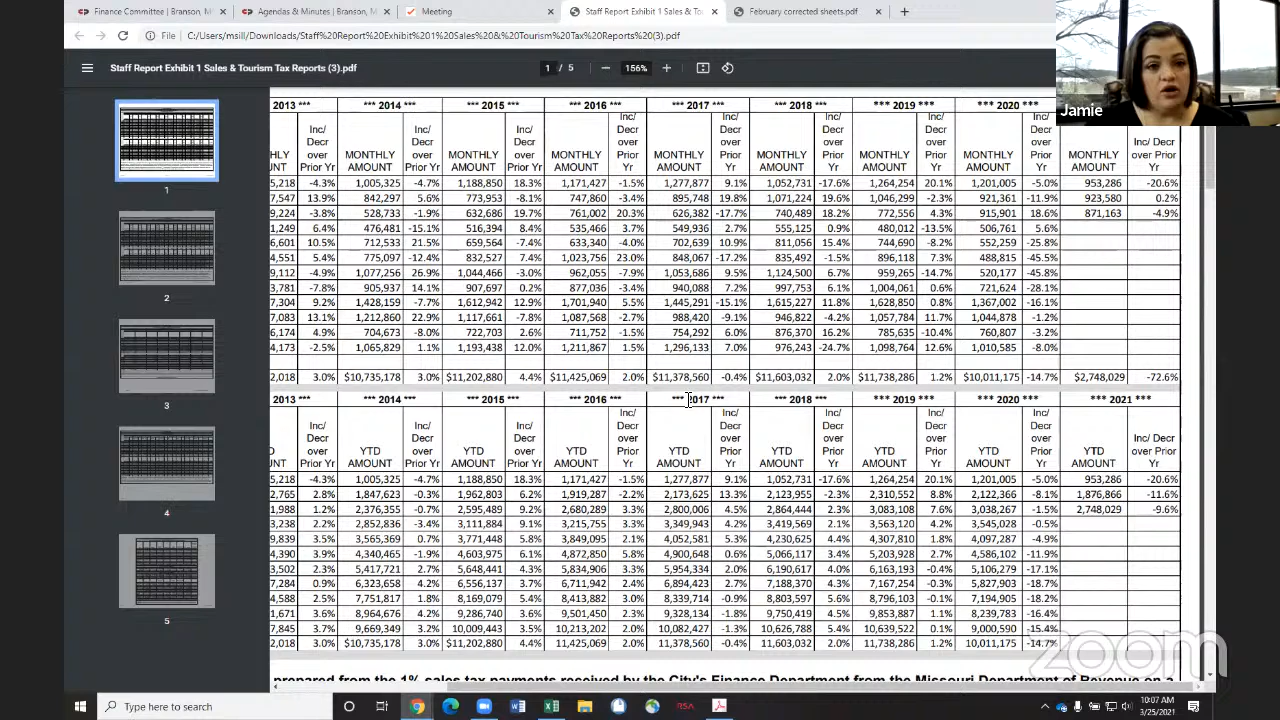 Finance Committee | Branson, M
Agendas & Minutes | Branson, M
Meeting
Staff Report Exhibit 1 Sales & To
February corrected sheets.pdf
File C:/Users/msill/Downloads/Staff%20Report%20Exhibit%201%20Sales%20&%20Tourism%20Tax%20Reports%20(3).pdf
Staff Report Exhibit 1 Sales & Tourism Tax Reports (3).pdf
1 / 5 156%
Jamie
1
2
3
4
5
2013 *** *** 2014 *** *** 2015 *** *** 2016 *** *** 2017 *** *** 2018 *** *** 2019 *** *** 2020 ***
Inc/ Inc/ Inc/ Inc/ Inc/ Inc/ Inc/ Inc/
Decr Decr Decr Decr Decr Decr Decr Decr
over over over over over over over over Inc/ Decr
HLY MONTHLY MONTHLY MONTHLY MONTHLY MONTHLY MONTHLY MONTHLY MONTHLY over Prior Yr
UNT Prior Yr AMOUNT Prior Yr AMOUNT Prior Yr AMOUNT Yr AMOUNT Yr AMOUNT Yr AMOUNT Yr AMOUNT Yr AMOUNT
5,218 -4.3% 1,005,325 -4.7% 1,188,850 18.3% 1,171,427 -1.5% 1,277,877 9.1% 1,052,731 -17.6% 1,264,254 20.1% 1,201,005 -5.0% 953,286 -20.6%
7,547 13.9% 842,297 5.6% 773,953 -8.1% 747,860 -3.4% 895,748 19.8% 1,071,224 19.6% 1,046,299 -2.3% 921,361 -11.9% 923,580 0.2%
9,224 -3.8% 528,733 -1.9% 632,686 19.7% 761,002 20.3% 626,382 -17.7% 740,489 18.2% 772,556 4.3% 915,901 18.6% 871,163 -4.9%
1,249 6.4% 476,481 -15.1% 516,394 8.4% 535,466 3.7% 549,936 2.7% 555,125 0.9% 480,012 -13.5% 506,761 5.6%
6,601 10.5% 712,533 21.5% 659,564 -7.4% 633,340 -4.0% 702,639 10.9% 811,056 744,690 -8.2% 552,259 -25.8%
4,551 5.4% 775,097 -12.4% 832,527 7.4% 1,023,756 23.0% 848,067 -17.2% 835,492 -1.5% 896,118 7.3% 488,815 -45.5%
9,112 -4.9% 1,077,256 26.9% 1,044,466 -3.0% 962,055 -7.9% 1,053,686 9.5% 1,124,500 6.7% 959,265 -14.7% 520,177 -45.8%
3,781 -7.8% 905,937 14.1% 907,697 0.2% 877,036 -3.4% 940,088 7.2% 997,753 6.1% 1,004,061 0.6% 721,624 -28.1%
7,304 9.2% 1,428,159 -7.7% 1,612,942 12.9% 1,701,940 5.5% 1,445,291 -15.1% 1,615,227 11.8% 1,628,850 0.8% 1,367,002 -16.1%
7,083 13.1% 1,212,860 22.9% 1,117,661 -7.8% 1,087,568 -2.7% 988,420 -9.1% 946,822 -4.2% 1,057,784 11.7% 1,044,878 -1.2%
6,174 4.9% 704,673 -8.0% 722,703 2.6% 711,752 754,292 6.0% 876,370 785,635 -10.4% 760,807 -3.2%
4,173 -2.5% 1,065,829 1.1% 1,193,438 12.0% 1,211,867 1.5% 1,296,133 7.0% 976,243 -24.7% 1,098,764 12.6% 1,010,585 -8.0%
2,018 3.0% $10,735,178 3.0% $11,202,880 4.4% $11,425,069 2.0% $11,378,560 -0.4% $11,603,032 2.0% $11,738,286 1.2% $10,011,175 -14.7% $2,748,029 -72.6%
2013 *** *** 2014 *** *** 2015 *** *** 2016 *** *** 2017 *** *** 2018 *** *** 2019 *** *** 2020 *** *** 2021 ***
Inc/ Inc/ Inc/ Inc/ Inc/ Inc/ Inc/ Inc/
Decr Decr Decr Decr Decr Decr Decr Decr
over over over over over over over over
D Prior Yr YTD Prior Yr YTD Prior Yr YTD Prior YTD Prior YTD Prior YTD Prior YTD Prior YTD Inc/ Decr
UNT AMOUNT AMOUNT AMOUNT Yr AMOUNT Yr AMOUNT Yr AMOUNT Yr AMOUNT Yr AMOUNT over Prior Yr
5,218 -4.3% 1,005,325 -4.7% 1,188,850 18.3% 1,171,427 -1.5% 1,277,877 9.1% 1,052,731 -17.6% 1,264,254 20.1% 1,201,005 -5.0% 953,286 -20.6%
2,765 2.8% 1,847,623 -0.3% 1,962,803 6.2% 1,919,287 -2.2% 2,173,625 13.3% 2,123,955 -2.3% 2,310,552 8.8% 2,122,366 -8.1% 1,876,866 -11.6%
1,988 1.2% 2,376,355 -0.7% 2,595,489 9.2% 2,680,289 3.3% 2,800,006 4.5% 2,864,444 2.3% 3,083,108 7.6% 3,038,267 -1.5% 2,748,029 -9.6%
3,238 2.2% 2,852,836 -3.4% 3,111,884 9.1% 3,215,755 3.3% 3,349,943 4.2% 3,419,569 2.1% 3,563,120 4.2% 3,545,028 -0.5%
9,839 3.5% 3,565,369 0.7% 3,771,448 5.8% 3,849,095 2.1% 4,052,581 5.3% 4,230,625 4,307,810 1.8% 4,097,287 -4.9%
4,390 3.9% 4,340,465 -1.9% 4,603,975 6.1% 4,872,850 5.8% 4,900,648 0.6% 5,066,117 3.4% 5,203,928 2.7% 4,586,102 -11.9%
3,502 2.3% 5,417,721 2.7% 5,648,441 4.3% 5,834,905 3.3% 5,954,334 2.0% 6,190,617 4.0% 6,163,193 -0.4% 5,106,279 -17.1%
7,284 0.9% 6,323,658 4.2% 6,556,137 3.7% 6,711,942 2.4% 6,894,423 2.7% 7,188,370 7,167,254 -0.3% 5,827,903 -18.7%
4,588 2.3% 7,751,817 1.8% 8,169,079 5.4% 8,413,882 3.0% 8,339,714 -0.9% 8,803,597 5.6% 8,796,103 -0.1% 7,194,905 -18.2%
1,671 3.6% 8,964,676 4.2% 9,286,740 3.6% 9,501,450 2.3% 9,328,134 -1.8% 9,750,419 4.5% 9,853,887 1.1% 8,239,783 -16.4%
7,845 3.7% 9,669,349 3.2% 10,009,443 3.5% 10,213,202 2.0% 10,082,427 -1.3% 10,626,788 5.4% 10,639,522 0.1% 9,000,590 -15.4%
2,018 3.0% $10,735,178 3.0% $11,202,880 4.4% 11,425,069 2.0% 11,378,560 -0.4% 11,603,032 2.0% 11,738,286 1.2% 10,011,175 -14.7%
prepared from the 1% sales tax payments received by the City's Finance Department from the Missouri Department of Revenue
zoom
Type here to search
RSA
10:07 AM
3/25/2021